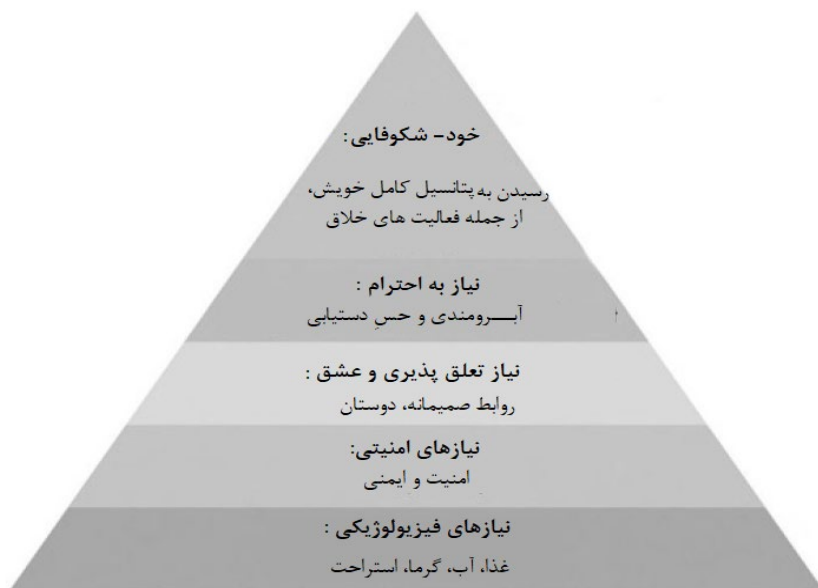 خود- شکوفایی:
رسیدن به پتانسیل کامل خویش،
از جمله فعالیت های خلاق
نیاز به احترام :
آبـــرومندی و حسِ دستیابی
نیاز تعلق پذیری و عشق :
روابط صمیمانه، دوستان
نیازهای امنیتی:
امنیت و ایمنی
نیازهای فیزیولوژیکی :
غذا، آب، گرما، استراحت